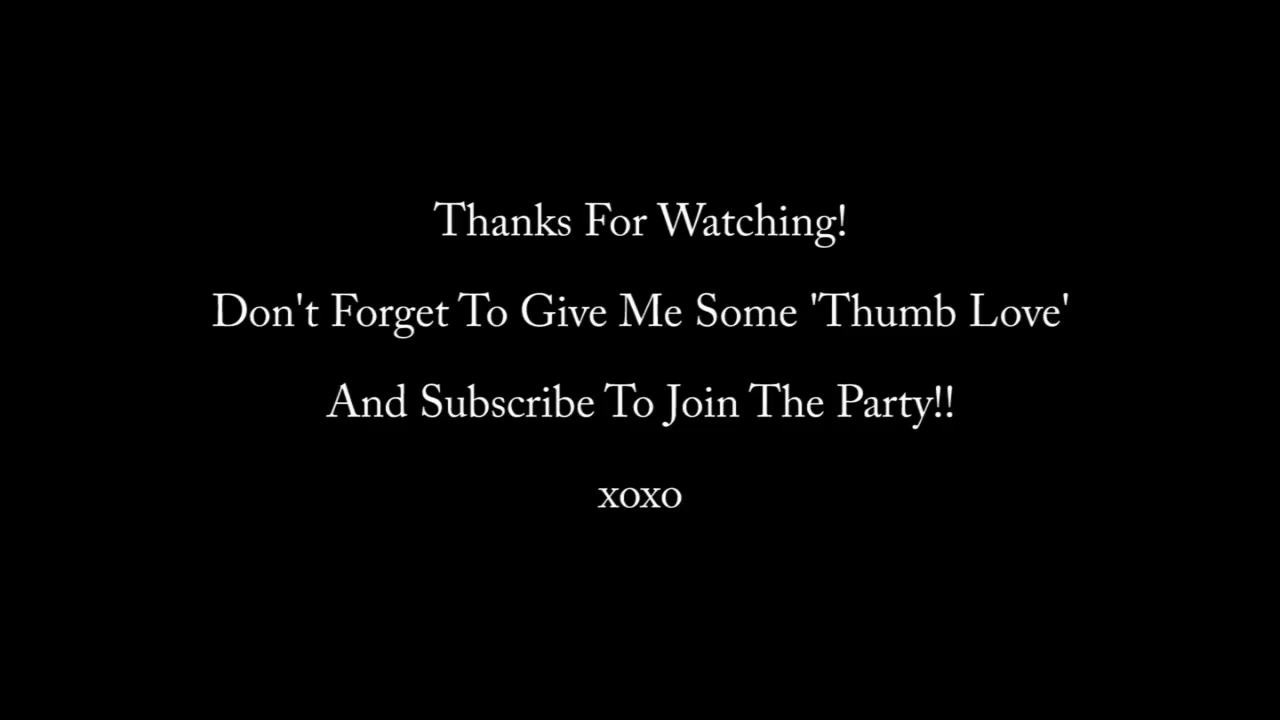 Thanks For Watching!
Don't Forget To Give Me Some 'Thumb Love'
And Subscribe To Join The Party!!
xoxo